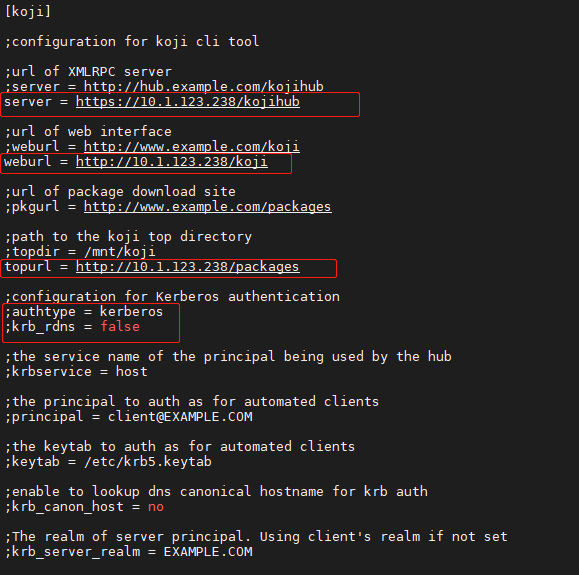 [koji]
;configuration for koji cli tool
;url of XMLRPC server
;server = http://hub.example.com/kojihub
server = https://10.1.123.238/kojihub
;url of web interface
;weburl = http://www.example.com/koji
weburl = http://10.1.123.238/koji
;url of package download site
;pkgurl = http://www.example.com/packages
;path to the koji top directory
;topdir = /mnt/koji
topurl = http://10.1.123.238/packages
;configuration for Kerberos authentication
;authtype = kerberos
;krb_rdns = false
;the service name of the principal being used by the hub
;krbservice = host
;the principal to auth as for automated clients
;principal = client@EXAMPLE.COM
;the keytab to auth as for automated clients
;keytab = /etc/krb5.keytab
;enable to lookup dns canonical hostname for krb auth
;krb_canon_host = no
;The realm of server principal. Using client's realm if not set
;krb_server_realm = EXAMPLE.COM